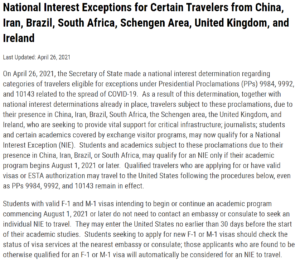 National Interest Exceptions for Certain Travelers from China,
Iran, Brazil, South Africa, Schengen Area, United Kingdom, and
Ireland
Last Updated: April 26, 2021
On April 26, 2021, the Secretary of State made a national interest determination regarding
categories of travelers eligible for exceptions under Presidential Proclamations (PPs) 9984, 9992,
and 10143 related to the spread of COVID-19. As a result of this determination, together with
national interest determinations already in place, travelers subject to these proclamations, due to
their presence in China, Iran, Brazil, South Africa, the Schengen area, the United Kingdom, and
Ireland, who are seeking to provide vital support for critical infrastructure; journalists; students
and certain academics covered by exchange visitor programs, may now qualify for a National
Interest Exception (NIE). Students and academics subject to these proclamations due to their
presence in China, Iran, Brazil, or South Africa, may qualify for an NIE only if their academic
program begins August 1, 2021 or later. Qualified travelers who are applying for or have valid
visas or ESTA authorization may travel to the United States following the procedures below, even
as PPs 9984, 9992, and 10143 remain in effect.
Students with valid F-1 and M-1 visas intending to begin or continue an academic program
commencing August 1, 2021 or later do not need to contact an embassy or consulate to seek an
individual NIE to travel. They may enter the United States no earlier than 30 days before the start
of their academic studies. Students seeking to apply for new F-1 or M-1 visas should check the
status of visa services at the nearest embassy or consulate; those applicants who are found to be
otherwise qualified for an F-1 or M-1 visa will automatically be considered for an NIE to travel.